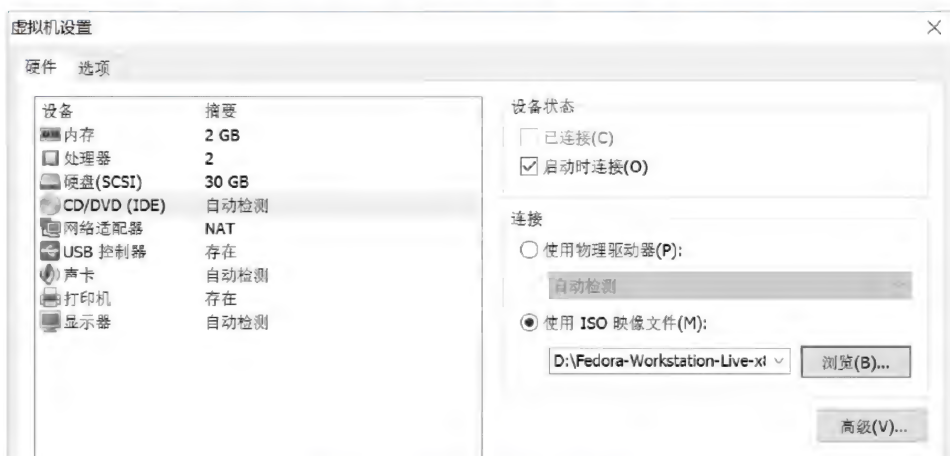 虚拟机设置
硬件 选项
设备 摘要
内存 2 GB
处理器 2
硬盘(SCSI) 30 GB
CD/DVD (IDE) 自动检测
网络适配器 NAT
USB 控制器 存在
声卡 自动检测
打印机 存在
显示器 自动检测
设备状态
已连接(C)
启动时连接(O)
连接
使用物理驱动器(P):
自动检测
使用 ISO 映像文件(M):
D:\Fedora-Workstation-Live-x 浏览(B)...
高级(V)...